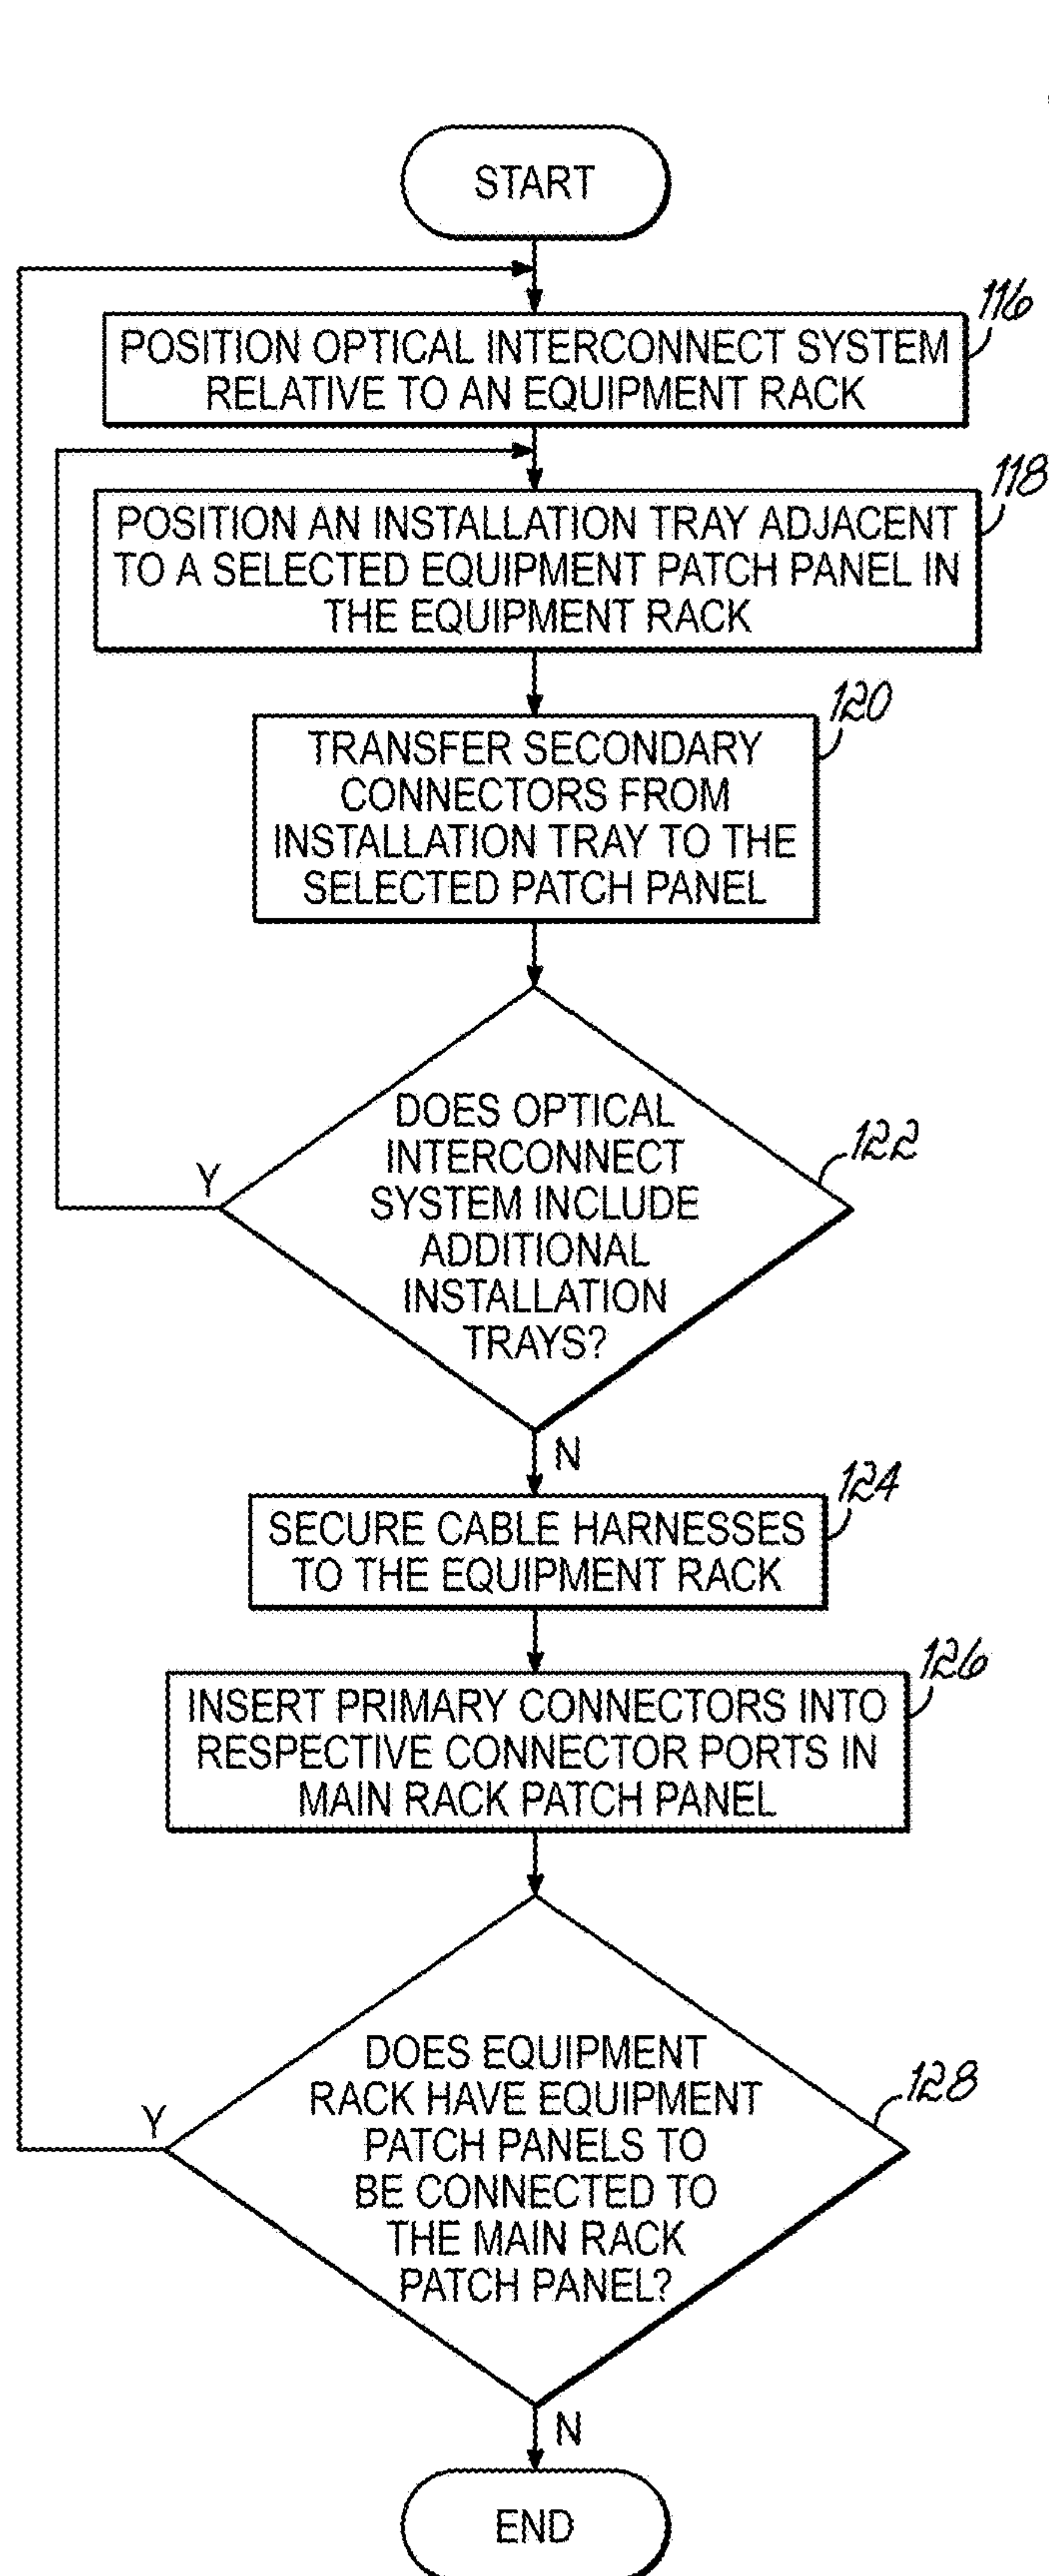 START
116
POSITION OPTICAL INTERCONNECT SYSTEM
RELATIVE TO AN EQUIPMENT RACK
118
POSITION AN INSTALLATION TRAY ADJACENT
TO A SELECTED EQUIPMENT PATCH PANEL IN
THE EQUIPMENT RACK
120
TRANSFER SECONDARY
CONNECTORS FROM
INSTALLATION TRAY TO THE
SELECTED PATCH PANEL
122
DOES OPTICAL
INTERCONNECT
SYSTEM INCLUDE
ADDITIONAL
INSTALLATION
TRAYS?
Y
N
124
SECURE CABLE HARNESSES
TO THE EQUIPMENT RACK
126
INSERT PRIMARY CONNECTORS INTO
RESPECTIVE CONNECTOR PORTS IN
MAIN RACK PATCH PANEL
128
DOES EQUIPMENT
RACK HAVE EQUIPMENT
PATCH PANELS TO
BE CONNECTED TO
THE MAIN RACK
PATCH PANEL?
Y
N
END